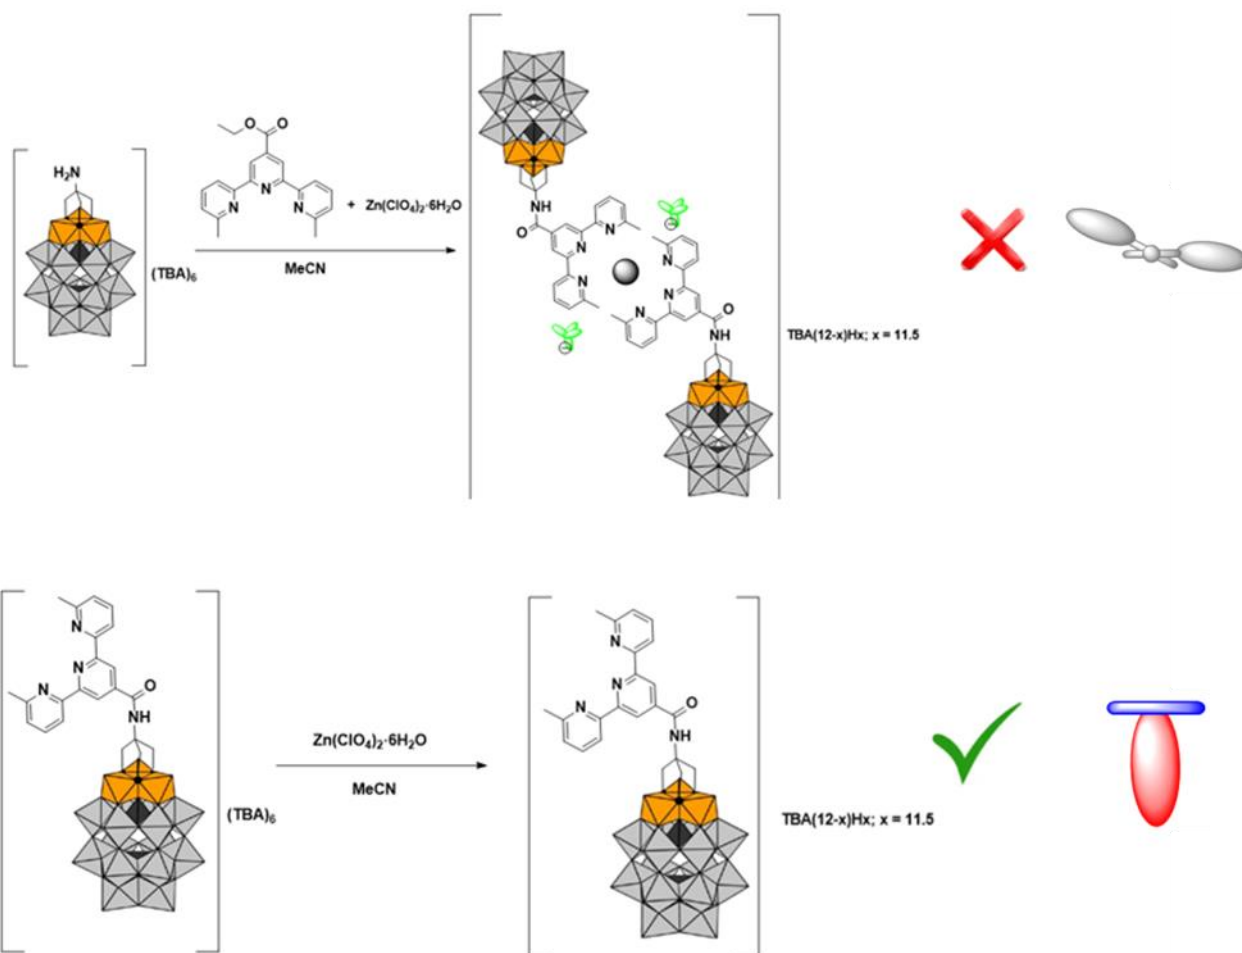 O
O
N
N
N
H₂N
+ Zn(ClO₄)₂·6H₂O
MeCN
(TBA)₆
NH
O
N
N
N
N
N
N
O
NH
TBA(12-x)Hx; x = 11.5
N
N
N
O
NH
Zn(ClO₄)₂·6H₂O
MeCN
(TBA)₆
N
N
N
O
NH
TBA(12-x)Hx; x = 11.5